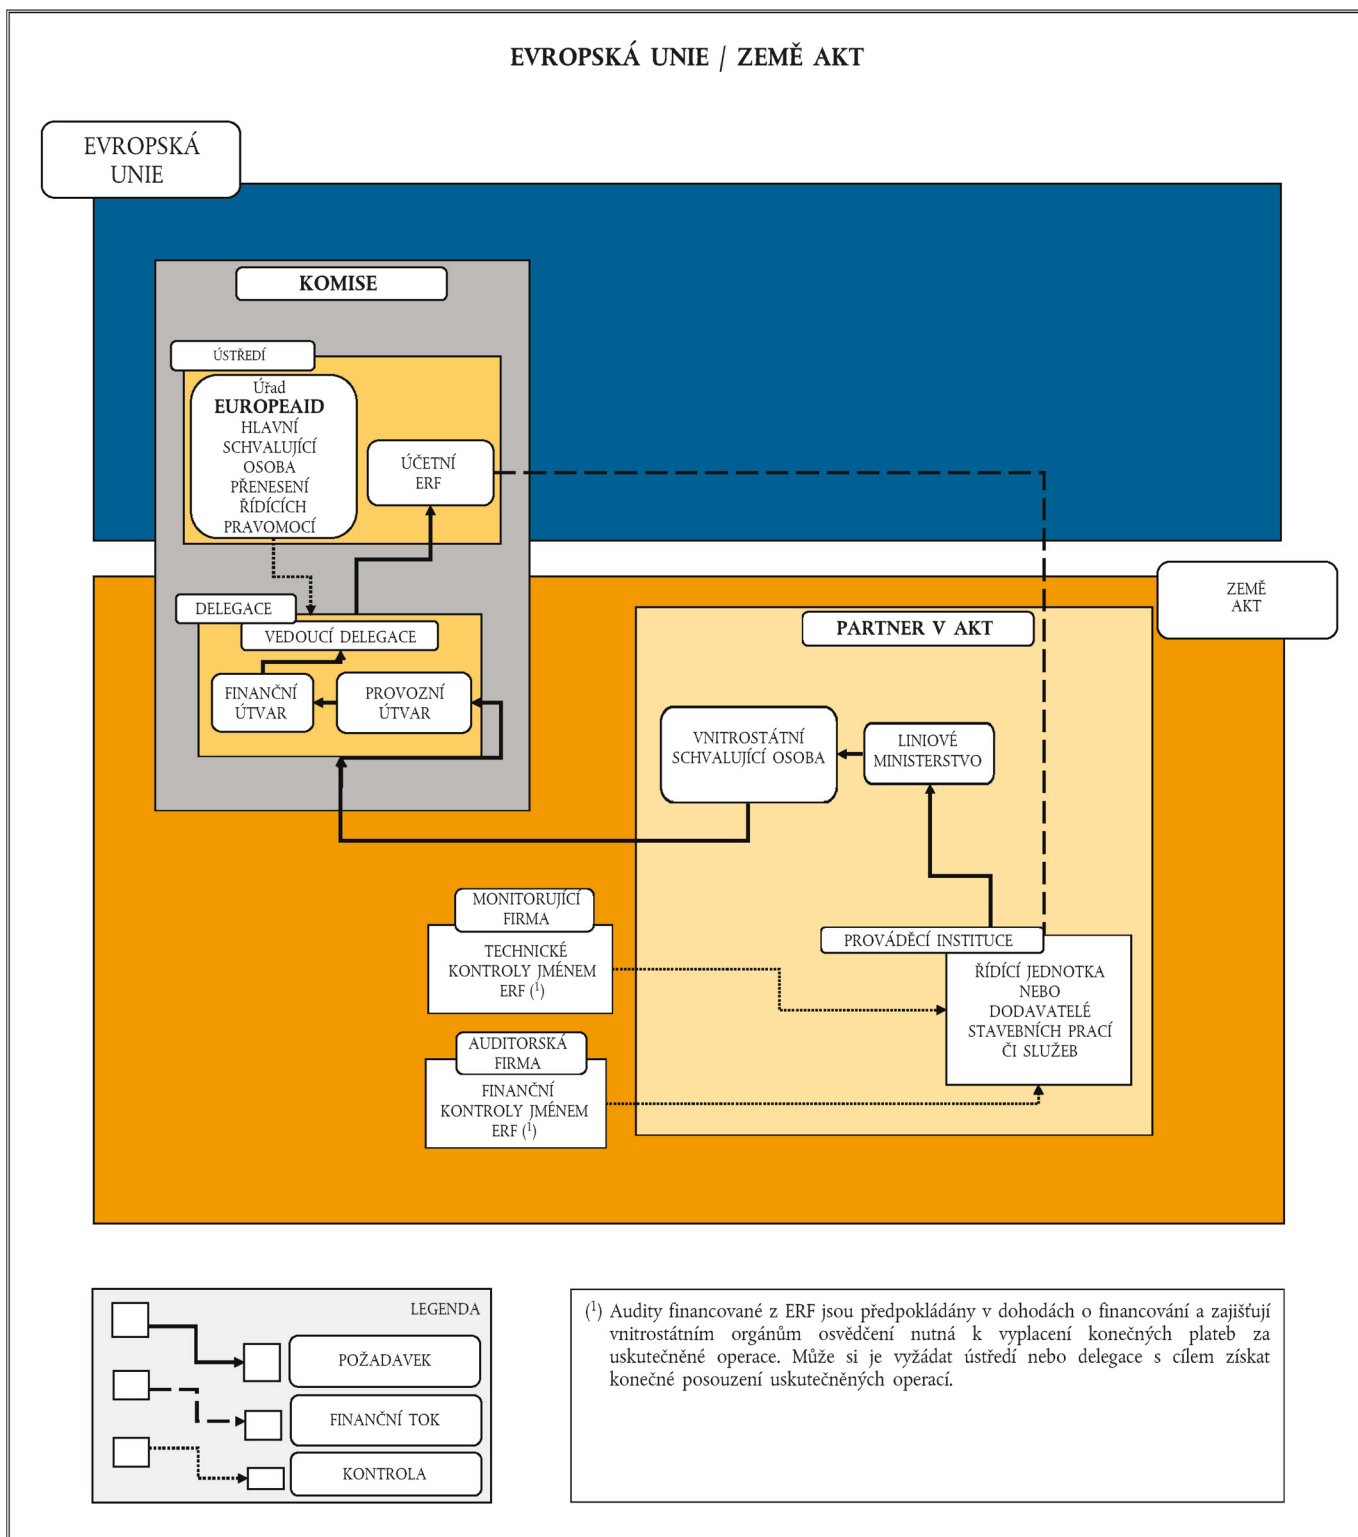 EVROPSKÁ UNIE / ZEMĚ AKT
EVROPSKÁ
UNIE
KOMISE
ÚSTŘEDÍ
Úřad
EUROPEAID
HLAVNÍ
SCHVALUJÍCÍ
OSOBA
PŘENESENÍ
ŘÍDÍCÍCH
PRAVOMOCÍ
ÚČETNÍ
ERF
ZEMĚ
AKT
DELEGACE
VEDOUCÍ DELEGACE
FINANČNÍ
ÚTVAR
PROVOZNÍ
ÚTVAR
PARTNER V AKT
VNITROSTÁTNÍ
SCHVALUJÍCÍ OSOBA
LINIOVÉ
MINISTERSTVO
MONITORUJÍCÍ
FIRMA
TECHNICKÉ
KONTROLY JMÉNEM
ERF (¹)
PROVÁDĚCÍ INSTITUCE
ŘÍDÍCÍ JEDNOTKA
NEBO
DODAVATELÉ
STAVEBNÍCH PRACÍ
ČI SLUŽEB
AUDITORSKÁ
FIRMA
FINANČNÍ
KONTROLY JMÉNEM
ERF (¹)
LEGENDA
POŽADAVEK
FINANČNÍ TOK
KONTROLA
(¹) Audity financované z ERF jsou předpokládány v dohodách o financování a zajišťují
vnitrostátním orgánům osvědčení nutná k vyplacení konečných plateb za
uskutečněné operace. Může si je vyžádat ústředí nebo delegace s cílem získat
konečné posouzení uskutečněných operací.